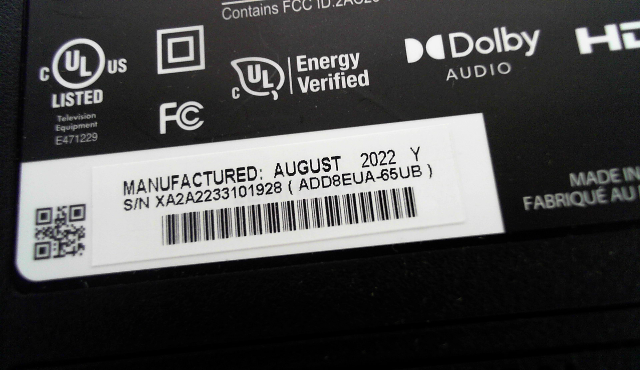 Contains FCC ID:
C UL US
LISTED
Television
Equipment
E471229
FC
C UL
Energy
Verified
Dolby
AUDIO
MANUFACTURED: AUGUST 2022 Y
S/N XA2A2233101928 ( ADD8EUA-65UB )
MADE IN
FABRIQUÉ AU